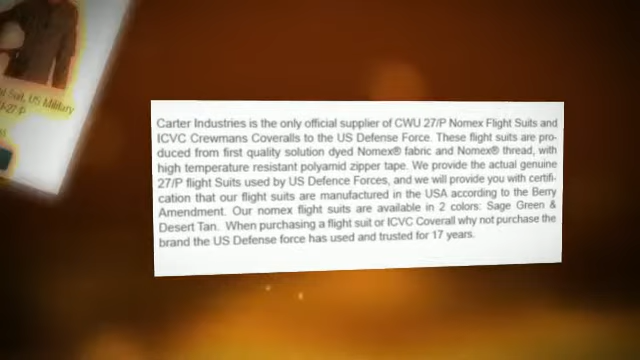 it Suit, US Military
-27-P
Carter Industries is the only official supplier of CWU 27/P Nomex Flight Suits and
ICVC Crewmans Coveralls to the US Defense Force. These flight suits are pro-
duced from first quality solution dyed Nomex® fabric and Nomex® thread, with
high temperature resistant polyamid zipper tape. We provide the actual genuine
27/P flight Suits used by US Defence Forces, and we will provide you with certifi-
cation that our flight suits are manufactured in the USA according to the Berry
Amendment. Our nomex flight suits are available in 2 colors: Sage Green &
Desert Tan. When purchasing a flight suit or ICVC Coverall why not purchase the
brand the US Defense force has used and trusted for 17 years.